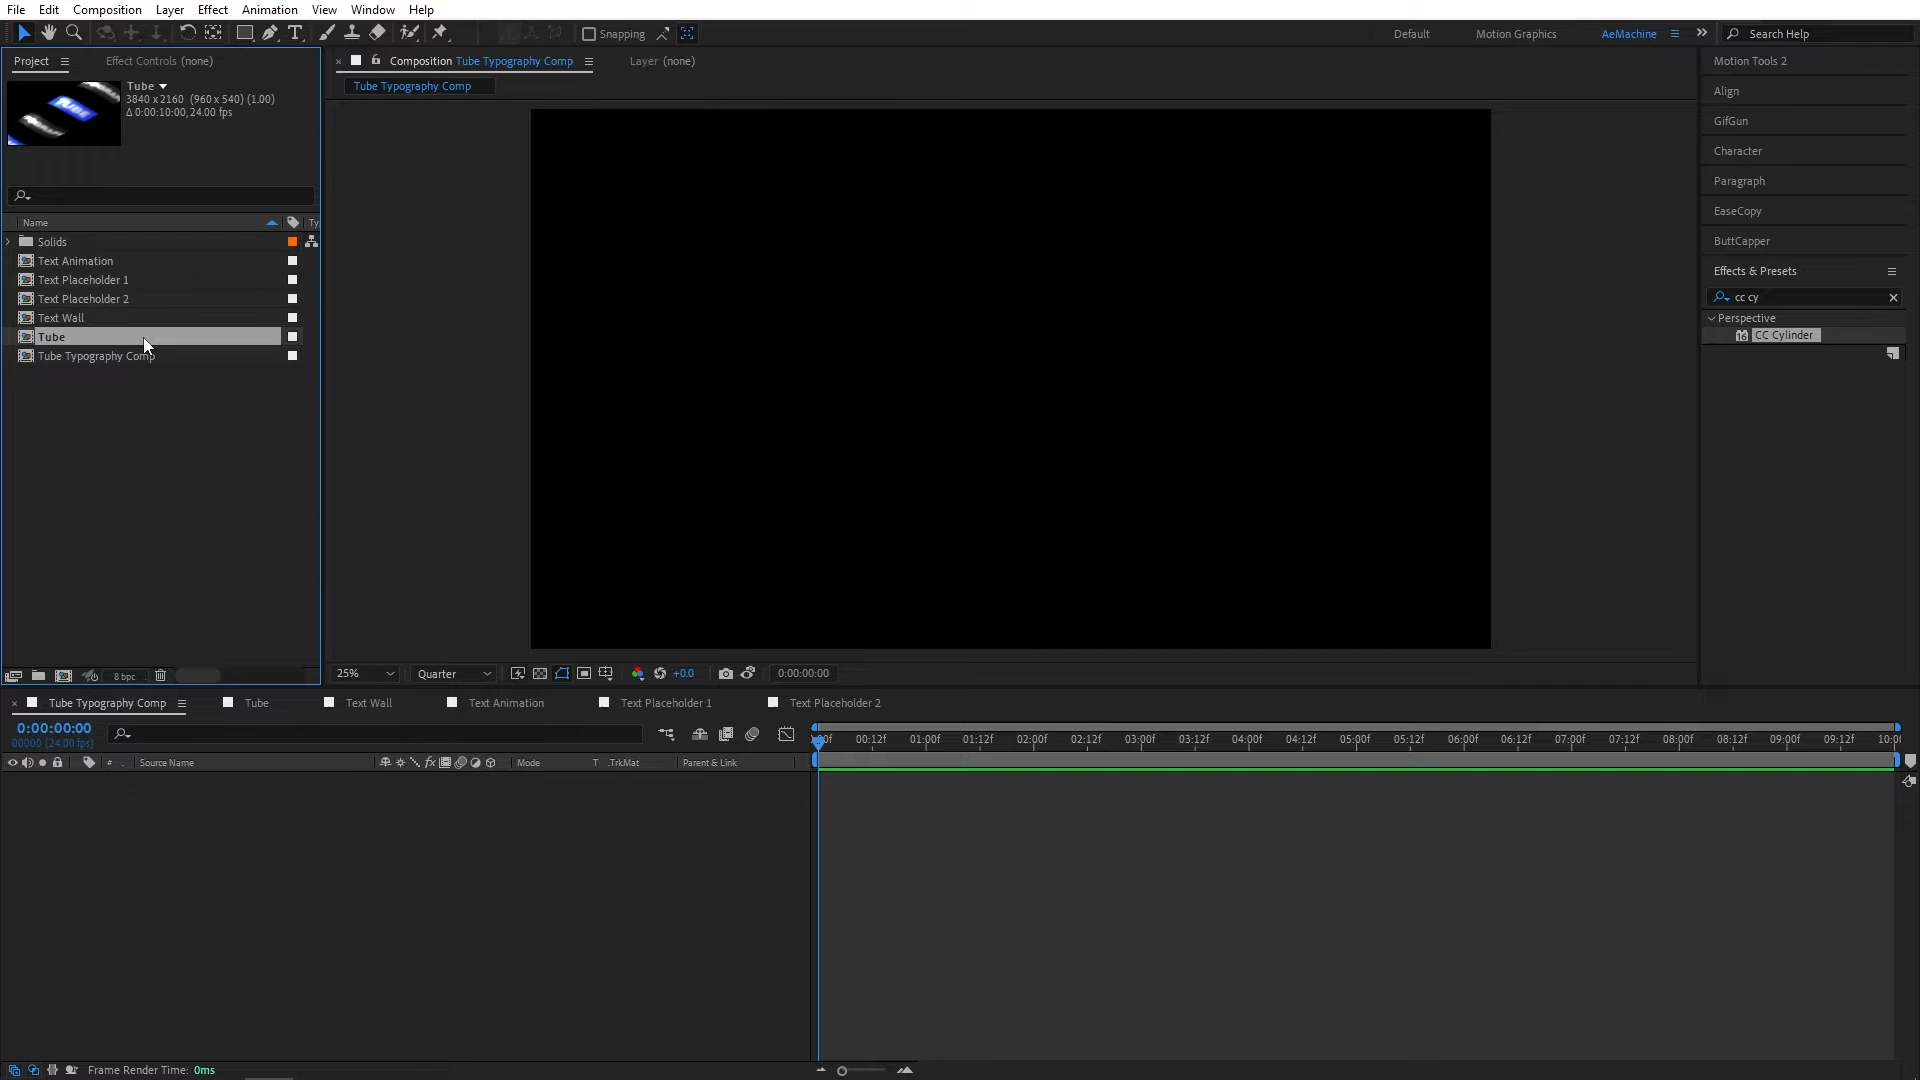 File Edit Composition Layer Effect Animation View Window Help
Snapping
Default Motion Graphics AeMachine
Search Help
Project
Effect Controls (none)
Composition Tube Typography Comp
Layer (none)
Tube Typography Comp
Tube
3840 x 2160 (960 x 540) (1.00)
Δ 0:00:10:00, 24.00 fps
TUBE
Name
Ty
Solids
Text Animation
Text Placeholder 1
Text Placeholder 2
Text Wall
Tube
Tube Typography Comp
8 bpc
25%
Quarter
+0.0
0:00:00:00
Motion Tools 2
Align
GifGun
Character
Paragraph
EaseCopy
ButtCapper
Effects & Presets
cc cy
Perspective
16
CC Cylinder
Tube Typography Comp
Tube
Text Wall
Text Animation
Text Placeholder 1
Text Placeholder 2
0:00:00:00
00000 (24.00 fps)
# Source Name
fx
Mode
T .TrkMat
Parent & Link
00:12f 01:00f 01:12f 02:00f 02:12f 03:00f 03:12f 04:00f 04:12f 05:00f 05:12f 06:00f 06:12f 07:00f 07:12f 08:00f 08:12f 09:00f 09:12f
Frame Render Time: 0ms